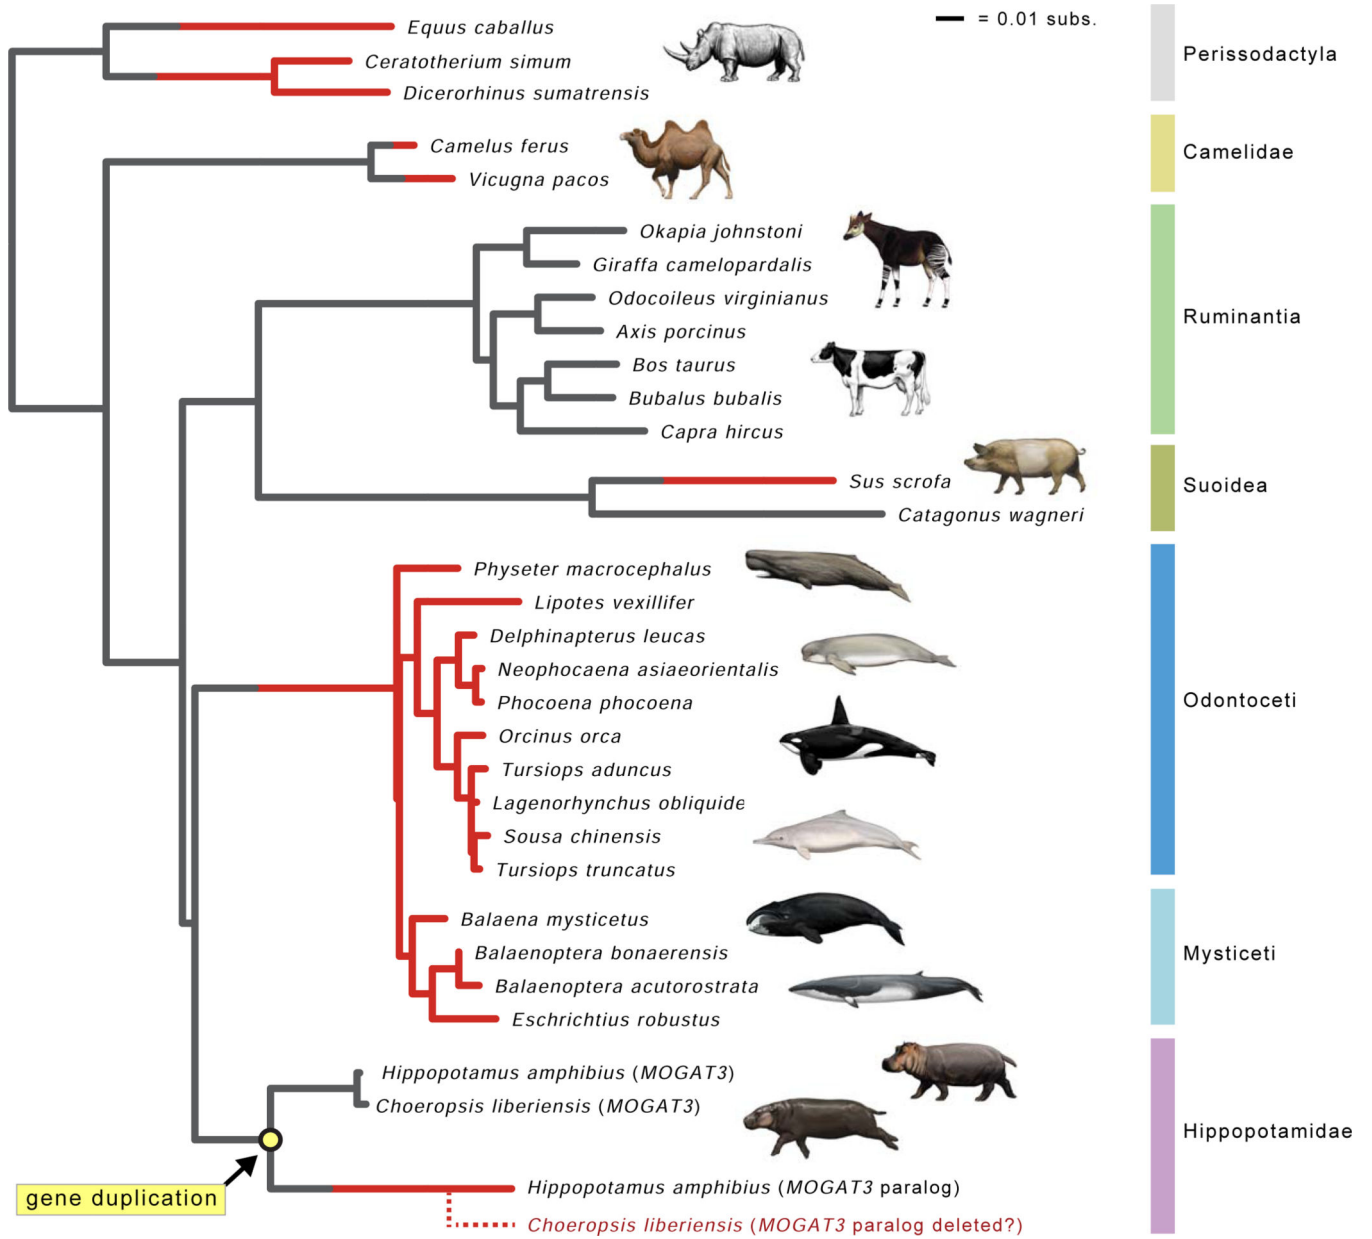 Equus caballus
= 0.01 subs.
Perissodactyla
Ceratotherium simum
Dicerorhinus sumatrensis
Camelus ferus
Camelidae
Vicugna pacos
Okapia johnstoni
Giraffa camelopardalis
Odocoileus virginianus
Ruminantia
Axis porcinus
Bos taurus
Bubalus bubalis
Capra hircus
Sus scrofa
Suoidea
Catagonus wagneri
Physeter macrocephalus
Lipotes vexillifer
Delphinapterus leucas
Neophocaena asiaeorientalis
Phocoena phocoena
Odontoceti
Orcinus orca
Tursiops aduncus
Lagenorhynchus obliquide
Sousa chinensis
Tursiops truncatus
Balaena mysticetus
Balaenoptera bonaerensis
Mysticeti
Balaenoptera acutorostrata
Eschrichtius robustus
Hippopotamus amphibius (MOGAT3)
Choeropsis liberiensis (MOGAT3)
Hippopotamidae
gene duplication
Hippopotamus amphibius (MOGAT3 paralog)
Choeropsis liberiensis (MOGAT3 paralog deleted?)